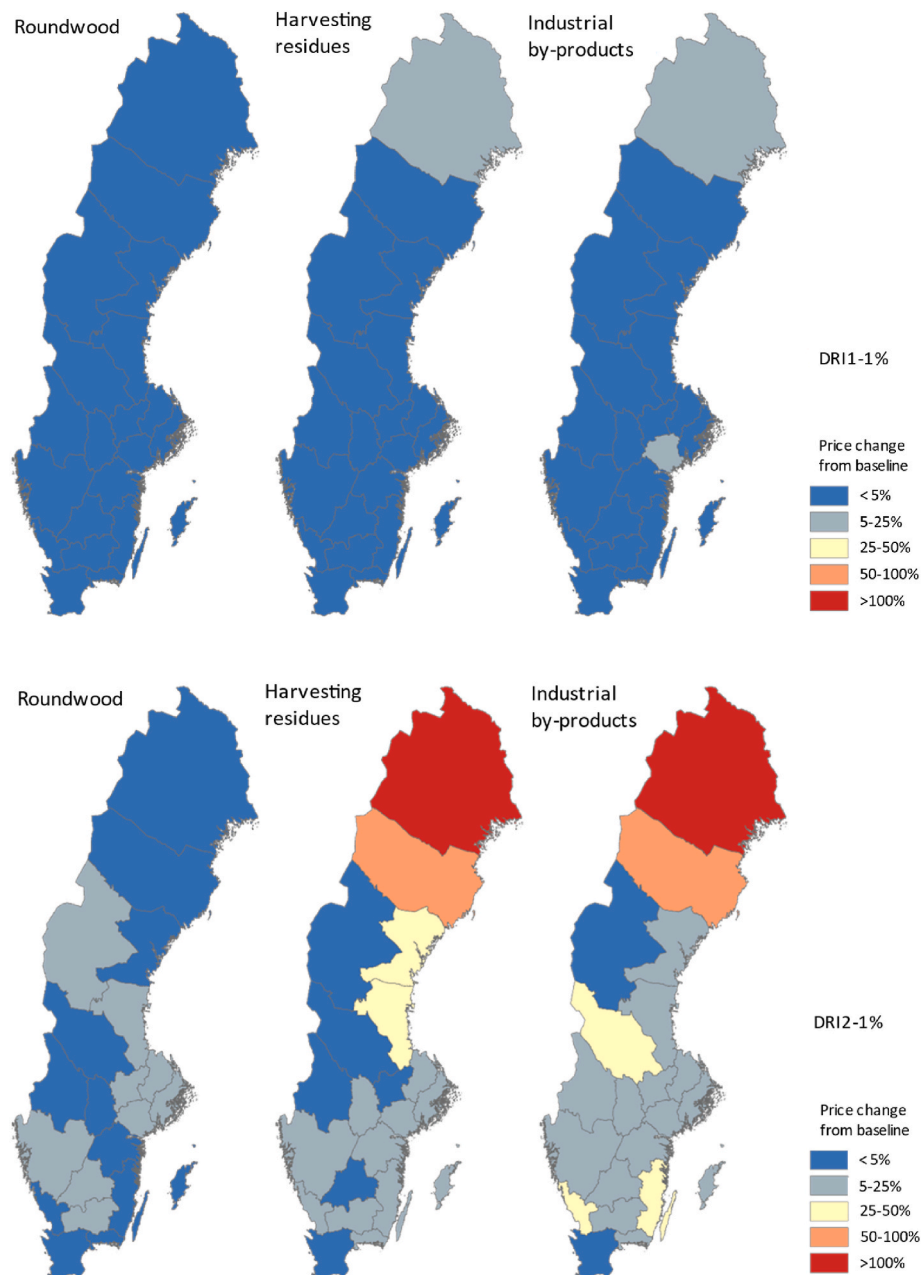 Roundwood
Harvesting
residues
Industrial
by-products
DRI1-1%
Price change
from baseline
< 5%
5-25%
25-50%
50-100%
>100%
Roundwood
Harvesting
residues
Industrial
by-products
DRI2-1%
Price change
from baseline
< 5%
5-25%
25-50%
50-100%
>100%